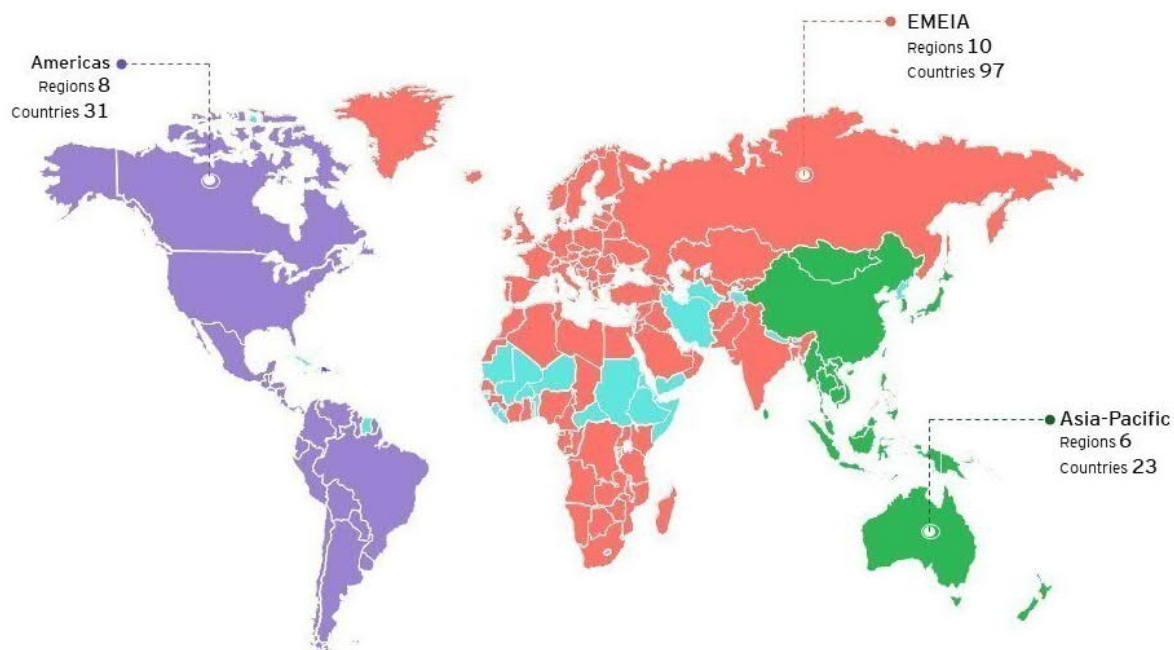 Americas
Regions 8
Countries 31
EMEIA
Regions 10
Countries 97
Asia-Pacific
Regions 6
Countries 23